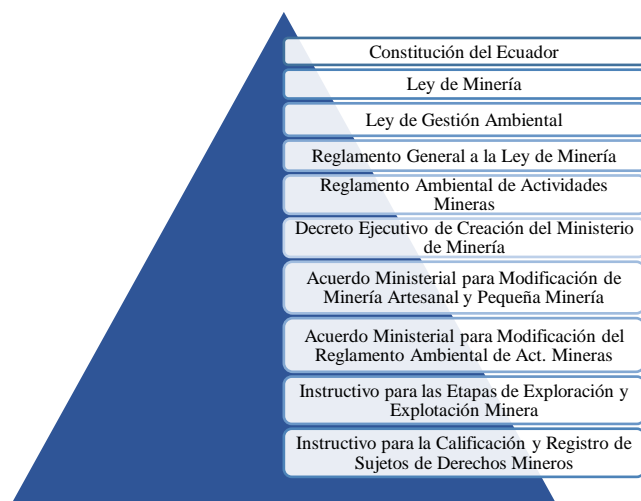 Constitución del Ecuador
Ley de Minería
Ley de Gestión Ambiental
Reglamento General a la Ley de Minería
Reglamento Ambiental de Actividades
Mineras
Decreto Ejecutivo de Creación del Ministerio
de Minería
Acuerdo Ministerial para Modificación de
Minería Artesanal y Pequeña Minería
Acuerdo Ministerial para Modificación del
Reglamento Ambiental de Act. Mineras
Instructivo para las Etapas de Exploración y
Explotación Minera
Instructivo para la Calificación y Registro de
Sujetos de Derechos Mineros